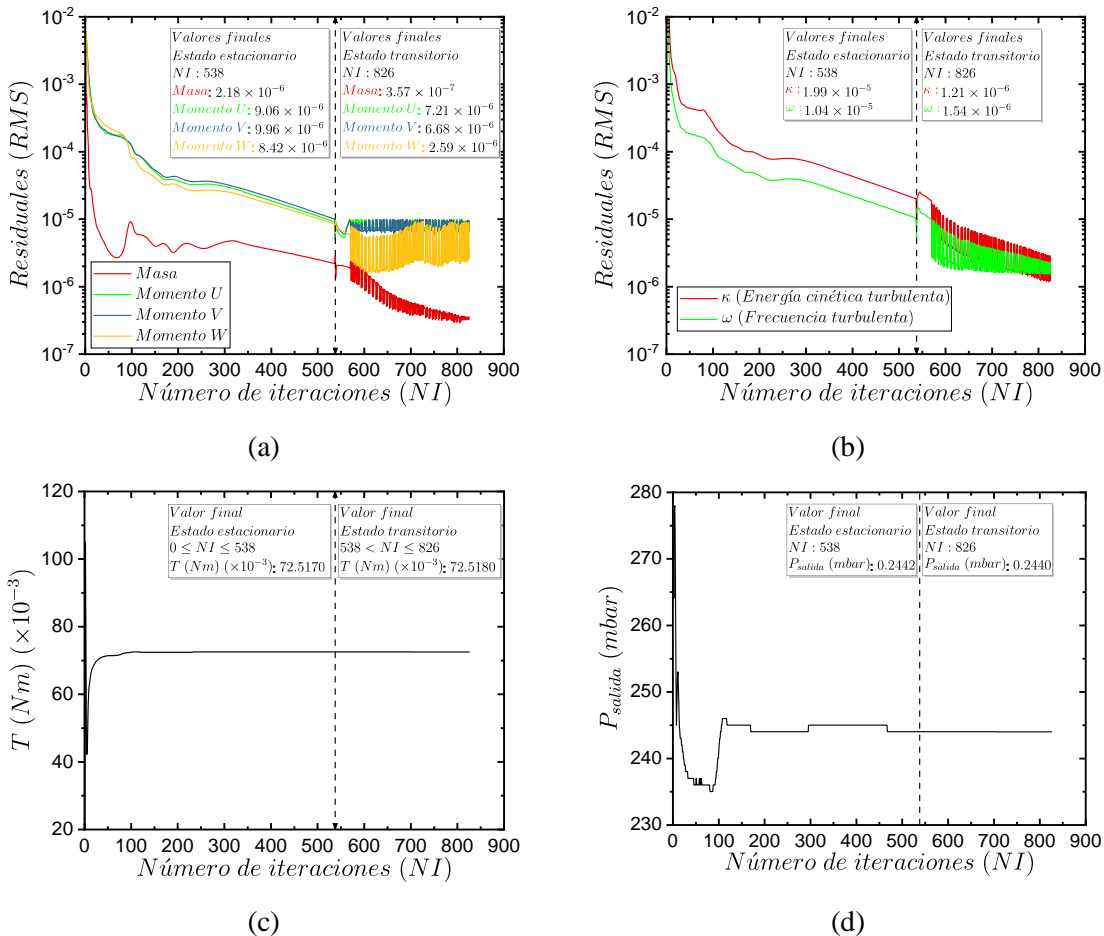 10⁻²
10⁻³
10⁻⁴
10⁻⁵
10⁻⁶
10⁻⁷
Residuales (RMS)
Valores finales
Estado estacionario
NI : 538
Masa: 2.18 × 10⁻⁶
Momento U: 9.06 × 10⁻⁶
Momento V: 9.96 × 10⁻⁶
Momento W: 8.42 × 10⁻⁶
Valores finales
Estado transitorio
NI : 826
Masa: 3.57 × 10⁻⁷
Momento U: 7.21 × 10⁻⁶
Momento V: 6.68 × 10⁻⁶
Momento W: 2.59 × 10⁻⁶
Masa
Momento U
Momento V
Momento W
0 100 200 300 400 500 600 700 800 900
Número de iteraciones (NI)
(a)
10⁻²
10⁻³
10⁻⁴
10⁻⁵
10⁻⁶
10⁻⁷
Residuales (RMS)
Valores finales
Estado estacionario
NI : 538
κ : 1.99 × 10⁻⁵
ω : 1.04 × 10⁻⁵
Valores finales
Estado transitorio
NI : 826
κ : 1.21 × 10⁻⁶
ω : 1.54 × 10⁻⁶
κ (Energía cinética turbulenta)
ω (Frecuencia turbulenta)
0 100 200 300 400 500 600 700 800 900
Número de iteraciones (NI)
(b)
120
100
80
60
40
20
T (Nm) (×10⁻³)
Valor final
Estado estacionario
0 ≤ NI ≤ 538
T (Nm) (×10⁻³): 72.5170
Valor final
Estado transitorio
538 < NI ≤ 826
T (Nm) (×10⁻³): 72.5180
0 100 200 300 400 500 600 700 800 900
Número de iteraciones (NI)
(c)
280
270
260
250
240
230
P_salida (mbar)
Valor final
Estado estacionario
NI : 538
P_salida (mbar): 0.2442
Valor final
Estado transitorio
NI : 826
P_salida (mbar): 0.2440
0 100 200 300 400 500 600 700 800 900
Número de iteraciones (NI)
(d)